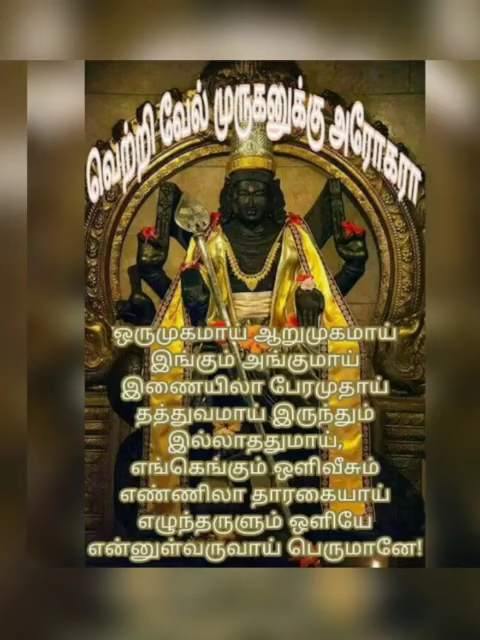 வெற்றி வேல் முருகனுக்கு அரோகரா
ஒருமுகமாய் ஆறுமுகமாய்
இங்கும் அங்குமாய்
இணையிலா பேரமுதாய்
தத்துவமாய் இருந்தும்
இல்லாததுமாய்,
எங்கெங்கும் ஒளிவீசும்
எண்ணிலா தாரகையாய்
எழுந்தருளும் ஒளியே
என்னுள்வருவாய் பெருமானே!